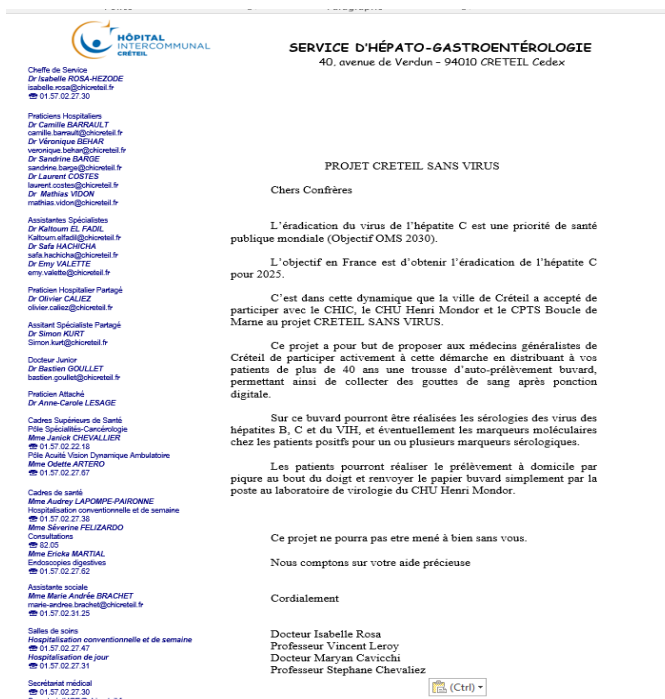 HÔPITAL
INTERCOMMUNAL
CRÉTEIL
SERVICE D'HÉPATO-GASTROENTÉROLOGIE
40, avenue de Verdun – 94010 CRETEIL Cedex
Cheffe de Service
Dr Isabelle ROSA-HEZODE
isabelle.rosa@chicreteil.fr
☎ 01.57.02.27.30
Praticiens Hospitaliers
Dr Camille BARRAULT
camille.barrault@chicreteil.fr
Dr Véronique BEHAR
veronique.behar@chicreteil.fr
Dr Sandrine BARGE
sandrine.barge@chicreteil.fr
Dr Laurent COSTES
laurent.costes@chicreteil.fr
Dr Mathias VIDON
mathias.vidon@chicreteil.fr
Assistantes Spécialistes
Dr Kaltoum EL FADIL
Kaltoum.elfadil@chicreteil.fr
Dr Safa HACHICHA
safa.hachicha@chicreteil.fr
Dr Emy VALETTE
emy.valette@chicreteil.fr
Praticien Hospitalier Partagé
Dr Olivier CALIEZ
olivier.caliez@chicreteil.fr
Assitant Spécialiste Partagé
Dr Simon KURT
Simon.kurt@chicreteil.fr
Docteur Junior
Dr Bastien GOULLET
bastien.goullet@chicreteil.fr
Praticien Attaché
Dr Anne-Carole LESAGE
Cadres Supérieurs de Santé
Pôle Spécialités-Cancérologie
Mme Janick CHEVALLIER
☎ 01.57.02.22.18
Pôle Acuité Vision Dynamique Ambulatoire
Mme Odette ARTERO
☎ 01.57.02.27.67
Cadres de santé
Mme Audrey LAPOMPE-PAIRONNE
Hospitalisation conventionnelle et de semaine
☎ 01.57.02.27.38
Mme Séverine FELIZARDO
Consultations
☎ 82.05
Mme Ericka MARTIAL
Endoscopies digestives
☎ 01.57.02.27.62
Assistante sociale
Mme Marie Andrée BRACHET
marie-andree.brachet@chicreteil.fr
☎ 01.57.02.31.25
Salles de soins
Hospitalisation conventionnelle et de semaine
☎ 01.57.02.27.47
Hospitalisation de jour
☎ 01.57.02.27.31
Secrétariat médical
☎ 01.57.02.27.30
PROJET CRETEIL SANS VIRUS
Chers Confrères
L'éradication du virus de l'hépatite C est une priorité de santé
publique mondiale (Objectif OMS 2030).
L'objectif en France est d'obtenir l'éradication de l'hépatite C
pour 2025.
C'est dans cette dynamique que la ville de Créteil a accepté de
participer avec le CHIC, le CHU Henri Mondor et le CPTS Boucle de
Marne au projet CRETEIL SANS VIRUS.
Ce projet a pour but de proposer aux médecins généralistes de
Créteil de participer activement à cette démarche en distribuant à vos
patients de plus de 40 ans une trousse d'auto-prélèvement buvard,
permettant ainsi de collecter des gouttes de sang après ponction
digitale.
Sur ce buvard pourront être réalisées les sérologies des virus des
hépatites B, C et du VIH, et éventuellement les marqueurs moléculaires
chez les patients positifs pour un ou plusieurs marqueurs sérologiques.
Les patients pourront réaliser le prélèvement à domicile par
piqure au bout du doigt et renvoyer le papier buvard simplement par la
poste au laboratoire de virologie du CHU Henri Mondor.
Ce projet ne pourra pas etre mené à bien sans vous.
Nous comptons sur votre aide précieuse
Cordialement
Docteur Isabelle Rosa
Professeur Vincent Leroy
Docteur Maryan Cavicchi
Professeur Stephane Chevaliez
(Ctrl)